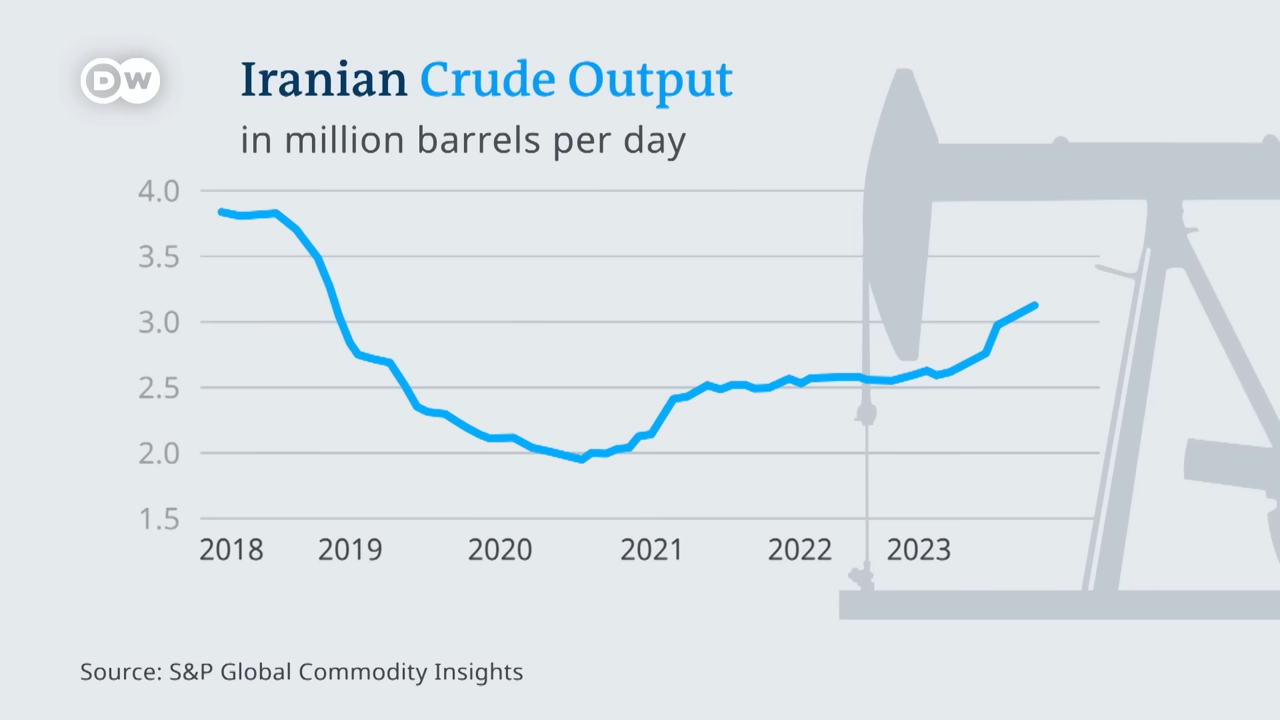 DW
Iranian Crude Output
in million barrels per day
4.0
3.5
3.0
2.5
2.0
1.5
2018 2019 2020 2021 2022 2023
Source: S&P Global Commodity Insights